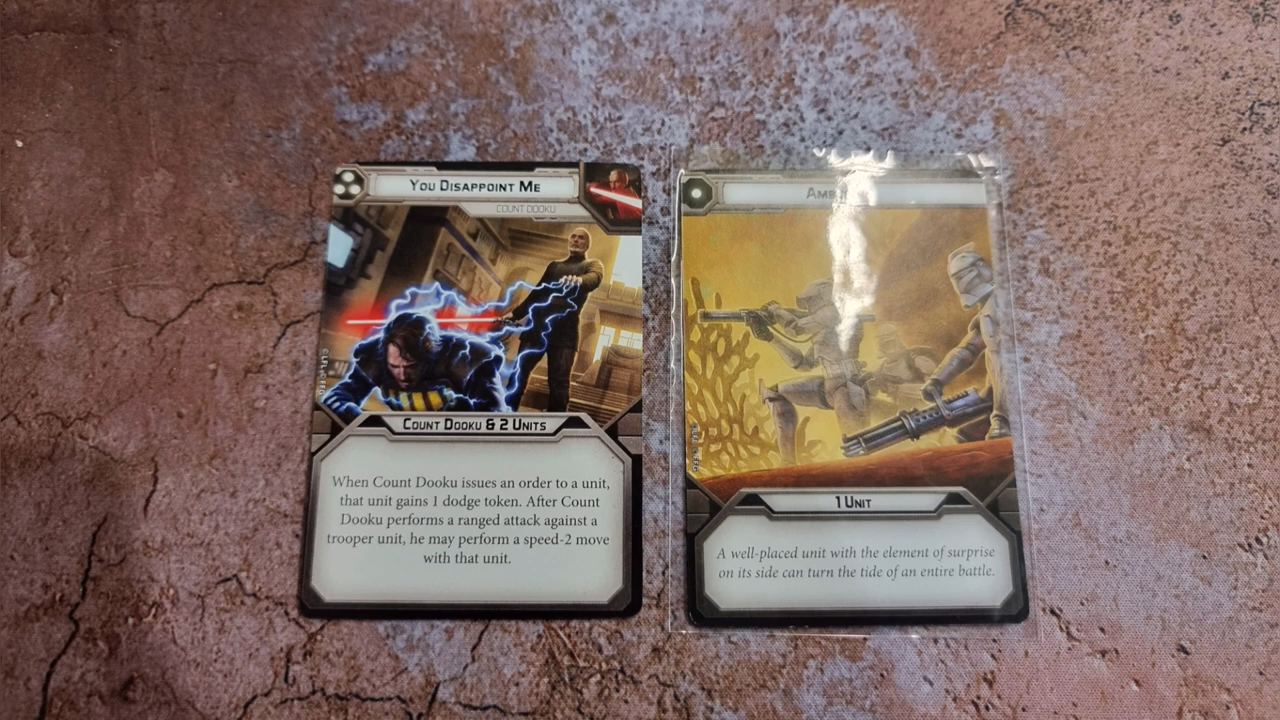 YOU DISAPPOINT ME
COUNT DOOKU
COUNT DOOKU & 2 UNITS
When Count Dooku issues an order to a unit,
that unit gains 1 dodge token. After Count
Dooku performs a ranged attack against a
trooper unit, he may perform a speed-2 move
with that unit.
1 UNIT
A well-placed unit with the element of surprise
on its side can turn the tide of an entire battle.